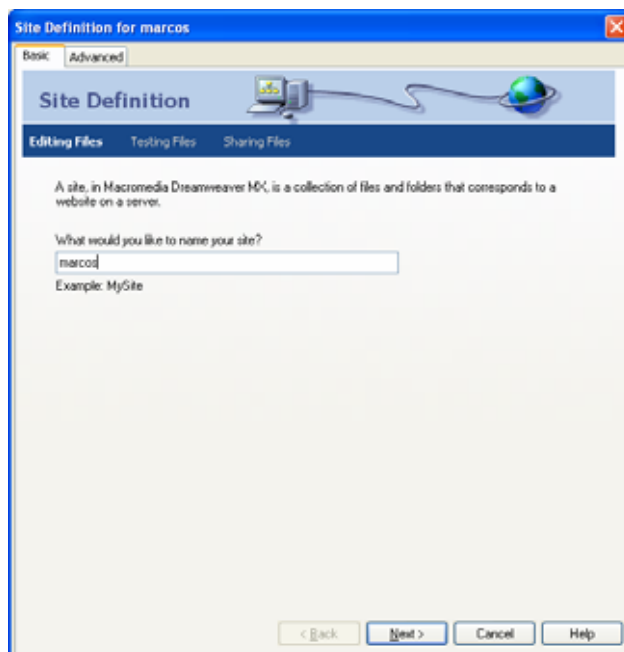 Site Definition for marcos
Basic Advanced
Site Definition
Editing Files Testing Files Sharing Files
A site, in Macromedia Dreamweaver MX, is a collection of files and folders that corresponds to a
website on a server.
What would you like to name your site?
marcos
Example: MySite
< Back Next > Cancel Help